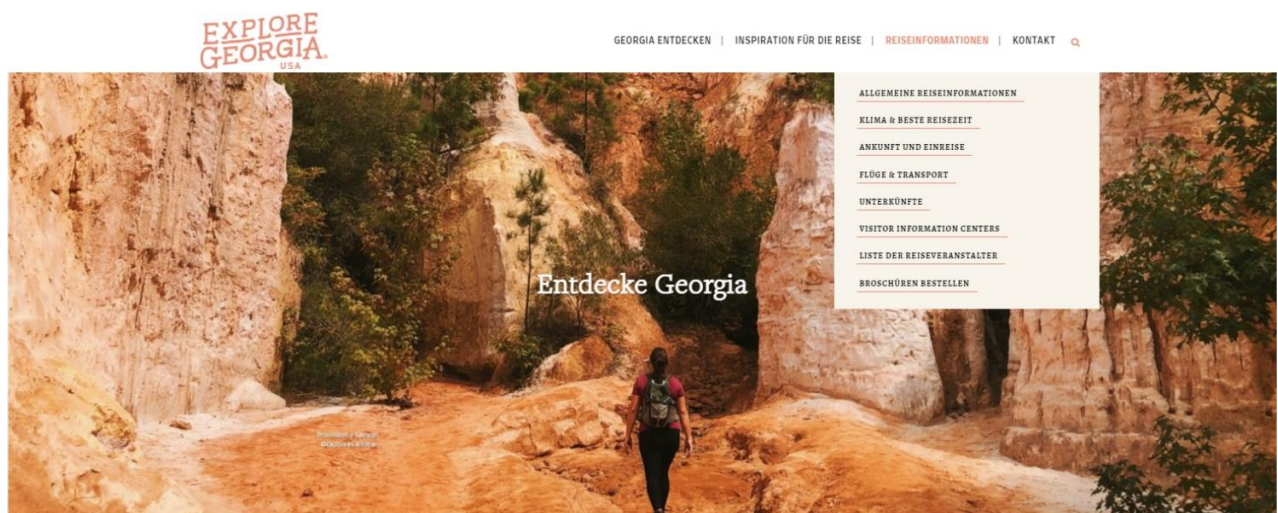 EXPLORE
GEORGIA®
USA
GEORGIA ENTDECKEN | INSPIRATION FÜR DIE REISE | REISEINFORMATIONEN | KONTAKT
ALLGEMEINE REISEINFORMATIONEN
KLIMA & BESTE REISEZEIT
ANKUNFT UND EINREISE
FLÜGE & TRANSPORT
UNTERKÜNFTE
VISITOR INFORMATION CENTERS
LISTE DER REISEVERANSTALTER
BROSCHÜREN BESTELLEN
Entdecke Georgia